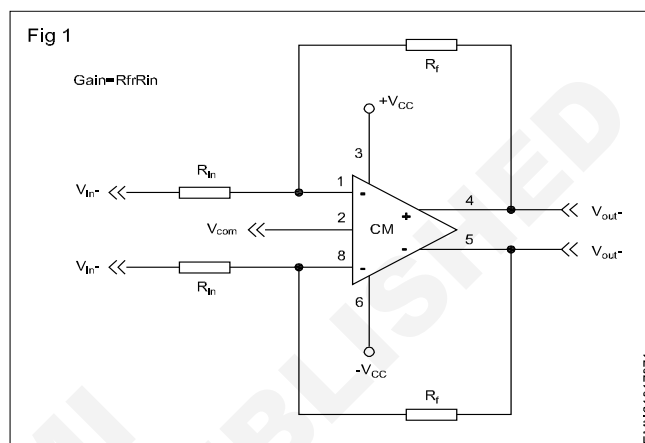 Fig 1
Gain=RfrRin
Rf
+VCC
3
VIn-
RIn
1
-
4
Vout-
+
Vcom
2
CM
-
5
Vout-
VIn-
RIn
8
-
6
-VCC
Rf